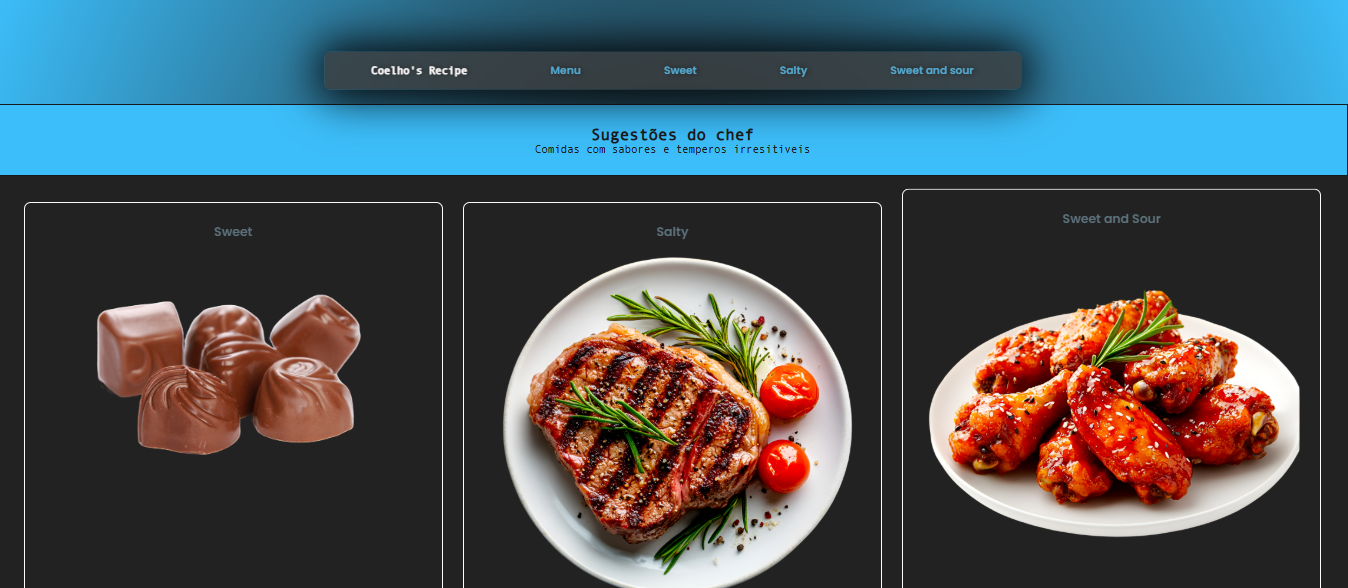 Coelho's Recipe Menu Sweet Salty Sweet and sour
Sugestões do chef
Comidas com sabores e temperos irresitiveis
Sweet
Salty
Sweet and Sour